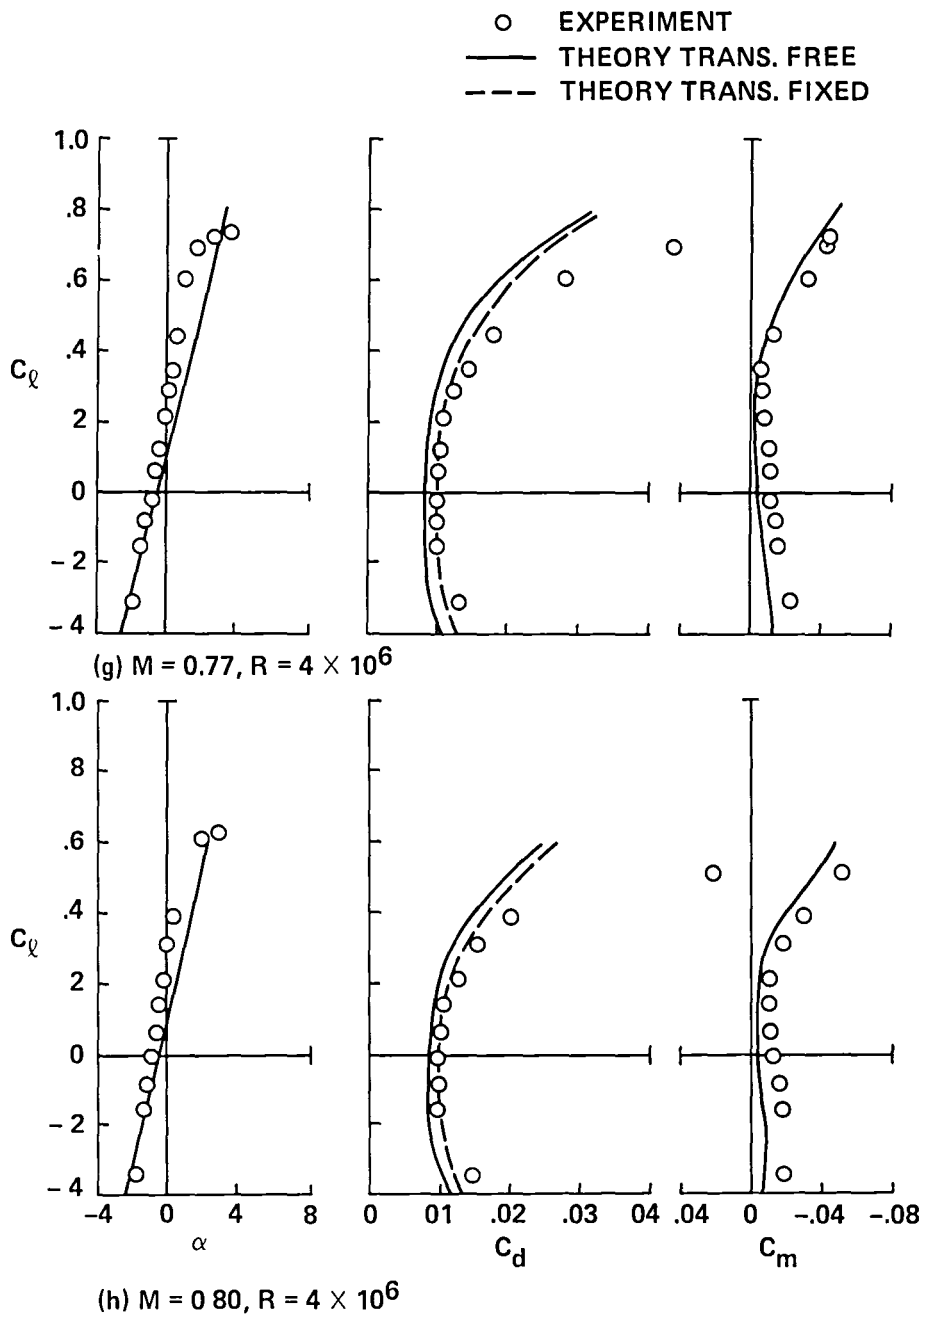 EXPERIMENT
THEORY TRANS. FREE
THEORY TRANS. FIXED
1.0
.8
.6
.4
2
0
- 2
- 4
Cℓ
(g) M = 0.77, R = 4 × 10⁶
1.0
8
.6
.4
2
0
- 2
- 4
Cℓ
-4 0 4 8
α
0 01 .02 .03 04
Cd
.04 0 -.04 -.08
Cm
(h) M = 0 80, R = 4 × 10⁶